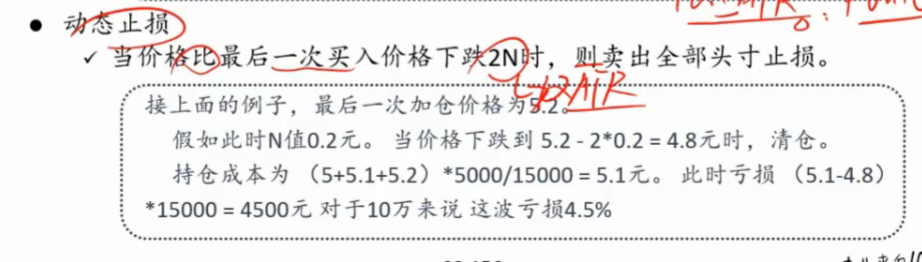 ● 动态止损
✓ 当价格比最后一次买入价格下跌2N时，则卖出全部头寸止损。
接上面的例子，最后一次加仓价格为5.2。
假如此时N值0.2元。 当价格下跌到 5.2 - 2*0.2 = 4.8元时，清仓。
持仓成本为 （5+5.1+5.2）*5000/15000 = 5.1元。 此时亏损 （5.1-4.8）
*15000 = 4500元 对于10万来说 这波亏损4.5%